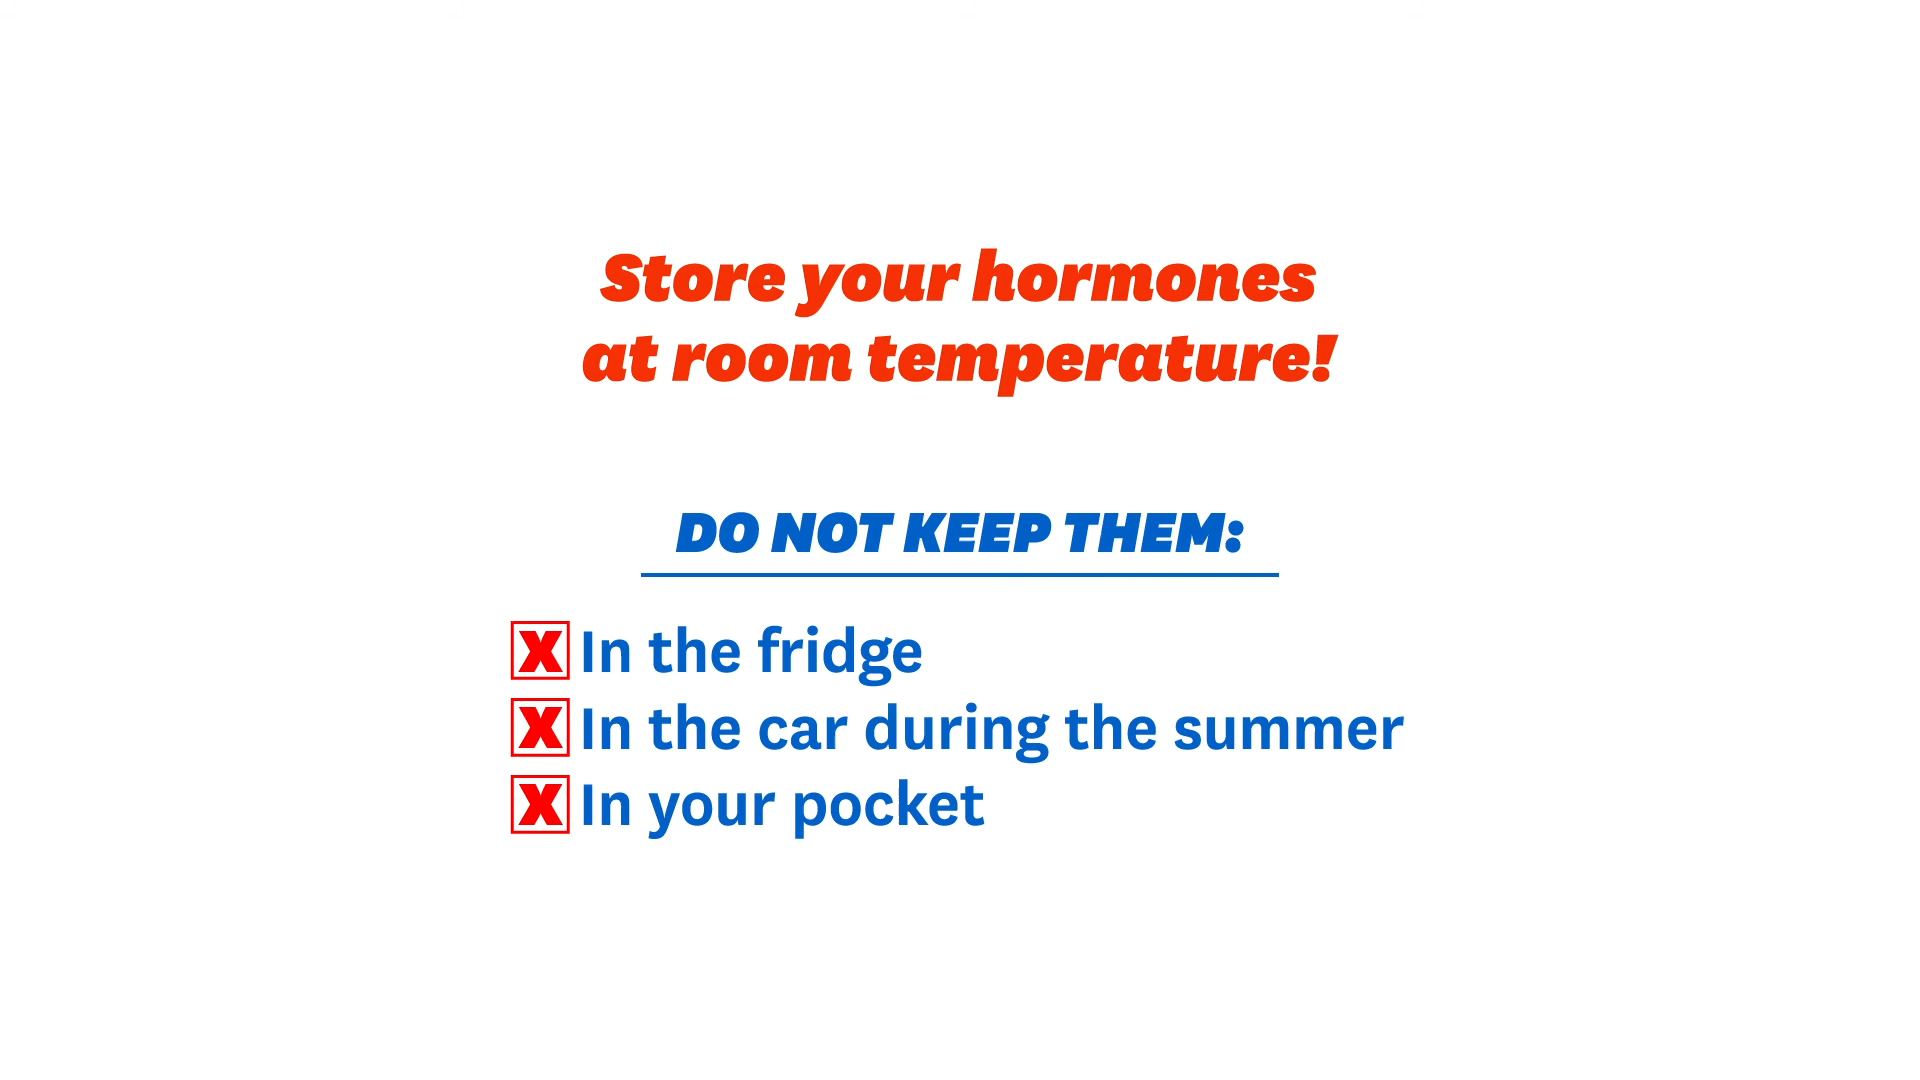 Store your hormones
at room temperature!
DO NOT KEEP THEM:
X In the fridge
X In the car during the summer
X In your pocket